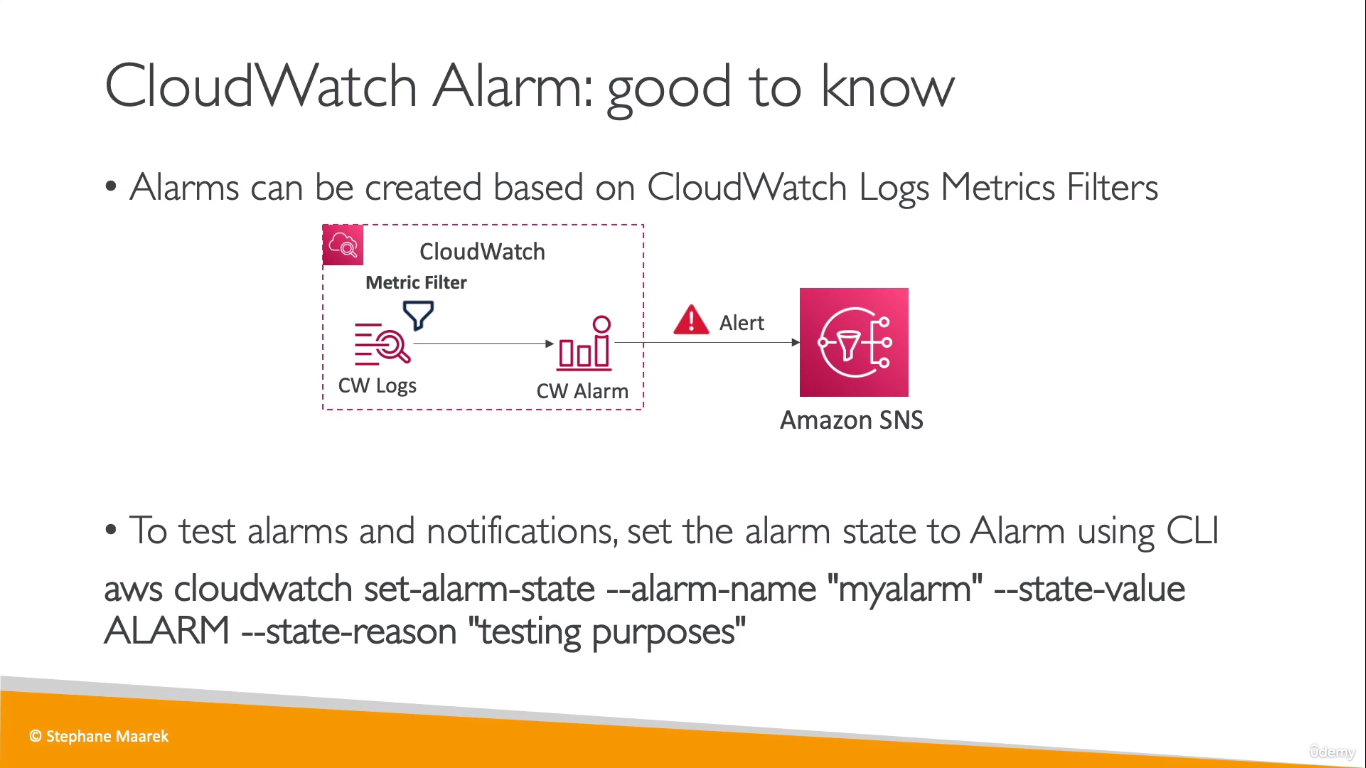 CloudWatch Alarm: good to know
• Alarms can be created based on CloudWatch Logs Metrics Filters
CloudWatch
Metric Filter
CW Logs
CW Alarm
Alert
Amazon SNS
• To test alarms and notifications, set the alarm state to Alarm using CLI
aws cloudwatch set-alarm-state --alarm-name "myalarm" --state-value
ALARM --state-reason "testing purposes"
© Stephane Maarek
ûdemy